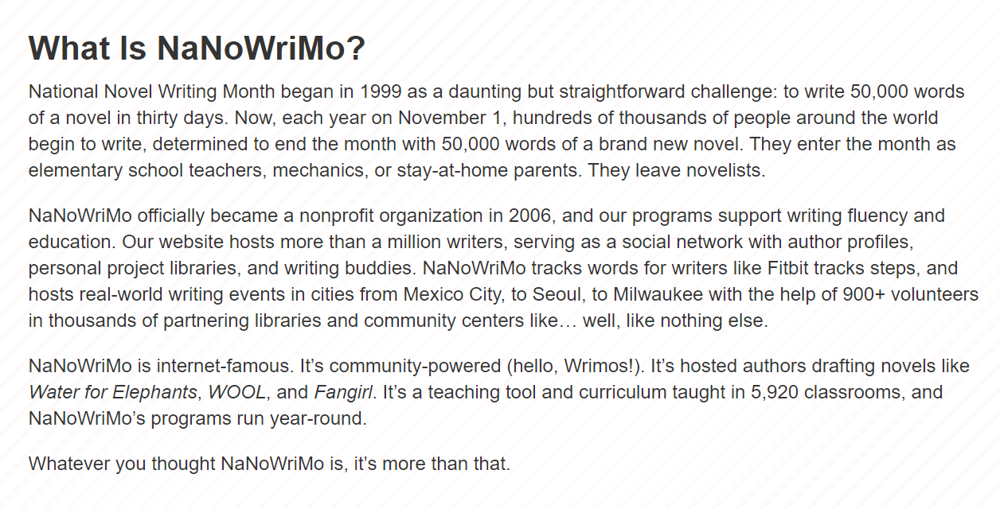 What Is NaNoWriMo?
National Novel Writing Month began in 1999 as a daunting but straightforward challenge: to write 50,000 words
of a novel in thirty days. Now, each year on November 1, hundreds of thousands of people around the world
begin to write, determined to end the month with 50,000 words of a brand new novel. They enter the month as
elementary school teachers, mechanics, or stay-at-home parents. They leave novelists.
NaNoWriMo officially became a nonprofit organization in 2006, and our programs support writing fluency and
education. Our website hosts more than a million writers, serving as a social network with author profiles,
personal project libraries, and writing buddies. NaNoWriMo tracks words for writers like Fitbit tracks steps, and
hosts real-world writing events in cities from Mexico City, to Seoul, to Milwaukee with the help of 900+ volunteers
in thousands of partnering libraries and community centers like… well, like nothing else.
NaNoWriMo is internet-famous. It’s community-powered (hello, Wrimos!). It’s hosted authors drafting novels like
Water for Elephants, WOOL, and Fangirl. It’s a teaching tool and curriculum taught in 5,920 classrooms, and
NaNoWriMo’s programs run year-round.
Whatever you thought NaNoWriMo is, it’s more than that.